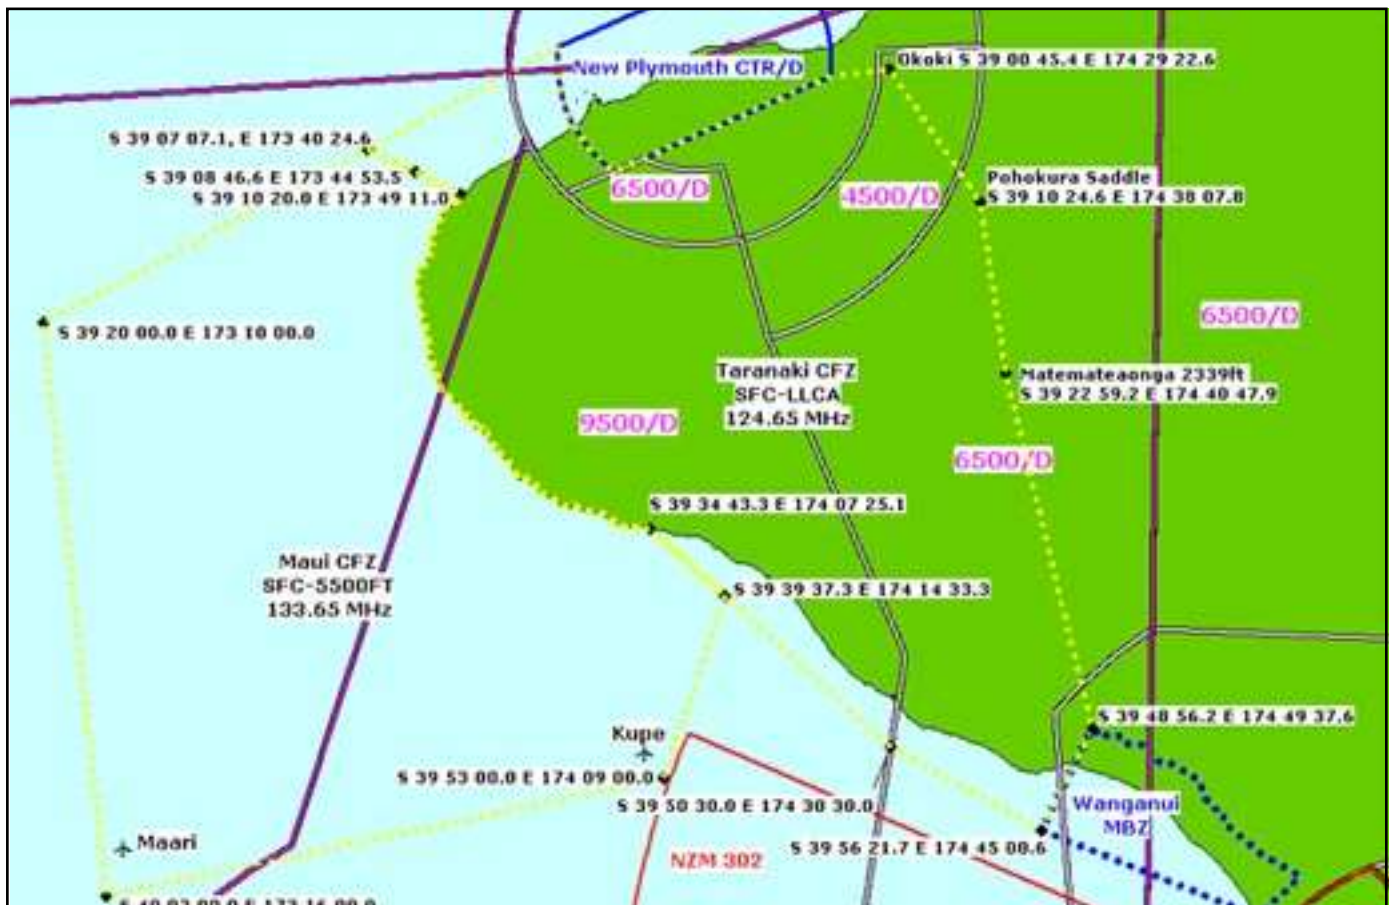 New Plymouth CTR/D
Okoki S 39 00 45.4 E 174 29 22.6
S 39 07 07.1, E 173 40 24.6
S 39 08 46.6 E 173 44 53.5
S 39 10 20.0 E 173 49 11.0
6500/D
4500/D
Pohokura Saddle
S 39 10 24.6 E 174 38 07.8
S 39 20 00.0 E 173 10 00.0
6500/D
Taranaki CFZ
SFC-LLCA
124.65 MHz
Matemateaonga 2339ft
S 39 22 59.2 E 174 40 47.9
9500/D
6500/D
S 39 34 43.3 E 174 07 25.1
Maui CFZ
SFC-5500FT
133.65 MHz
S 39 39 37.3 E 174 14 33.3
S 39 48 56.2 E 174 49 37.6
Kupe
S 39 53 00.0 E 174 09 00.0
S 39 50 30.0 E 174 30 30.0
Wanganui
MBZ
Maari
S 39 56 21.7 E 174 45 00.6
NZM 302